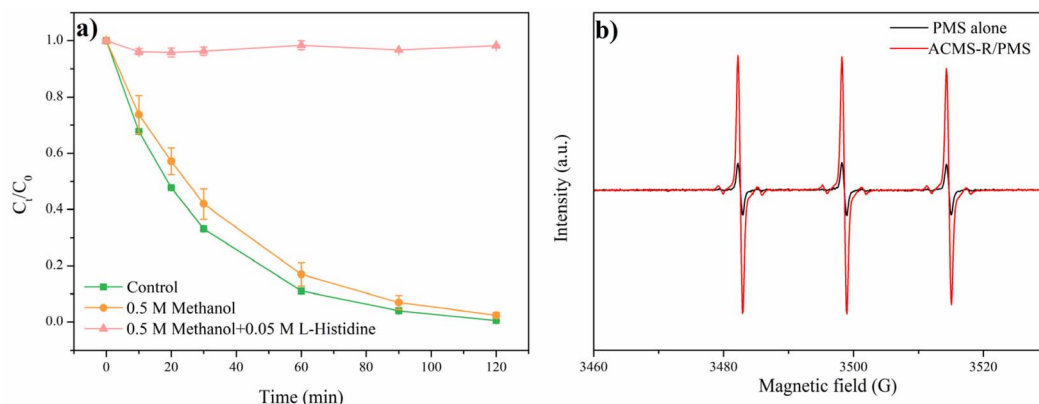 a)
C_t/C_0
1.0
0.8
0.6
0.4
0.2
0.0
Control
0.5 M Methanol
0.5 M Methanol+0.05 M L-Histidine
0 20 40 60 80 100 120
Time (min)
b)
Intensity (a.u.)
PMS alone
ACMS-R/PMS
3460 3480 3500 3520
Magnetic field (G)